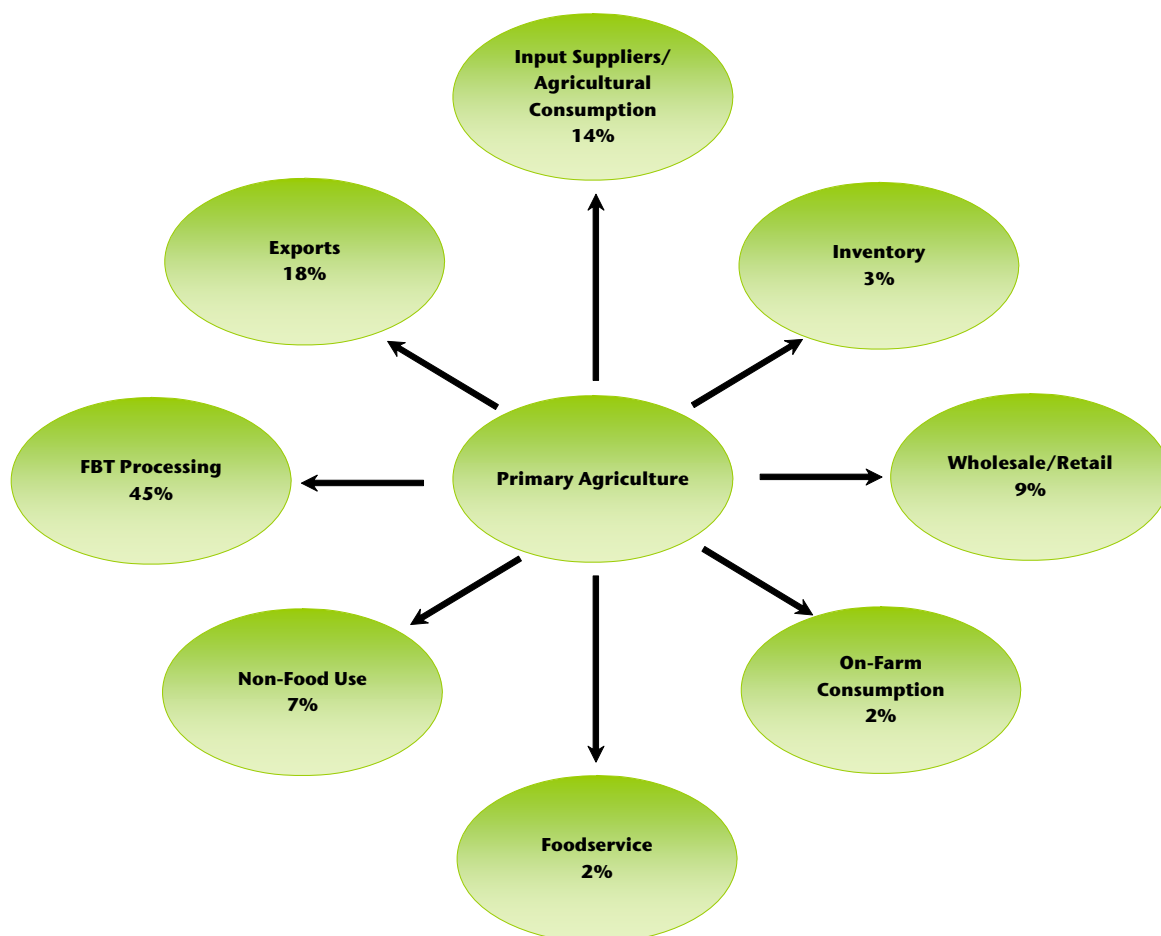 Input Suppliers/
Agricultural
Consumption
14%
Exports
18%
Inventory
3%
FBT Processing
45%
Primary Agriculture
Wholesale/Retail
9%
Non-Food Use
7%
On-Farm
Consumption
2%
Foodservice
2%